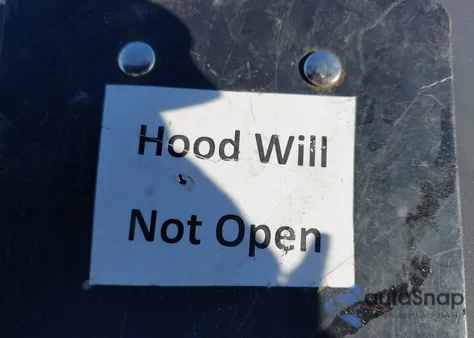 Hood Will
Not Open
autoSnap